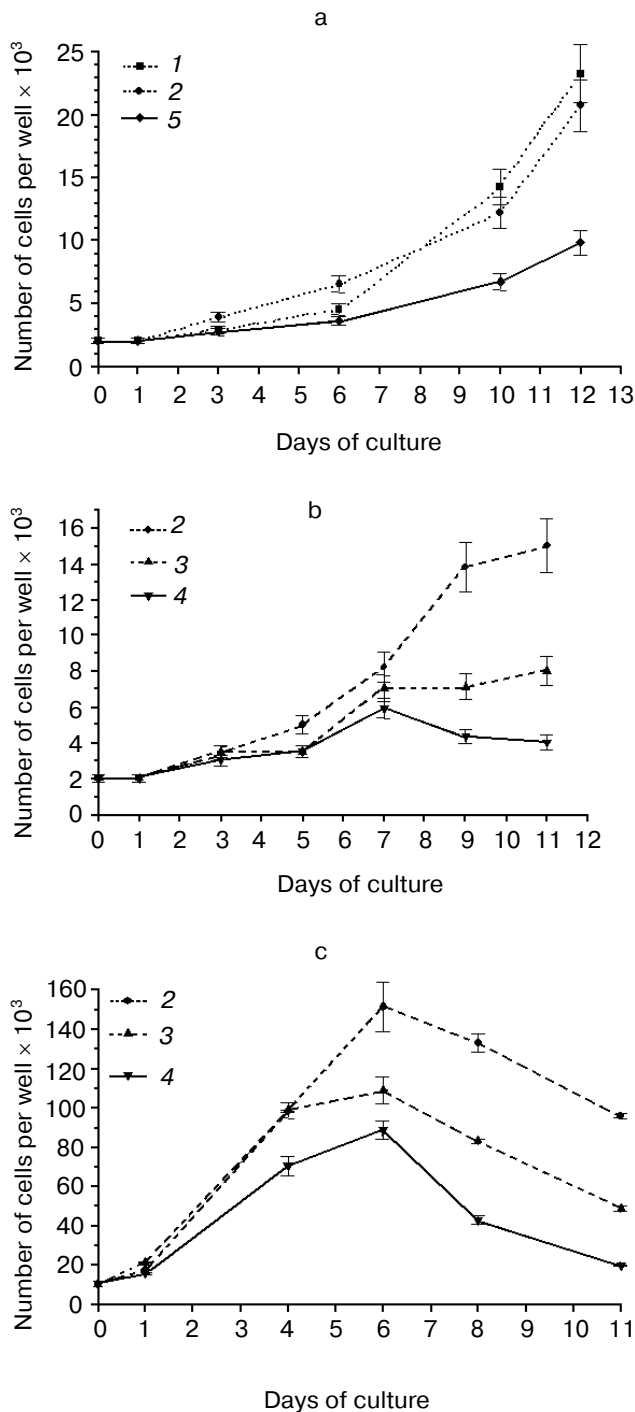 a
Number of cells per well × 10³
25
20
15
10
5
0
1
2
5
0 1 2 3 4 5 6 7 8 9 10 11 12 13
Days of culture
b
Number of cells per well × 10³
16
14
12
10
8
6
4
2
0
2
3
4
0 1 2 3 4 5 6 7 8 9 10 11 12
Days of culture
c
Number of cells per well × 10³
160
140
120
100
80
60
40
20
0
2
3
4
0 1 2 3 4 5 6 7 8 9 10 11
Days of culture